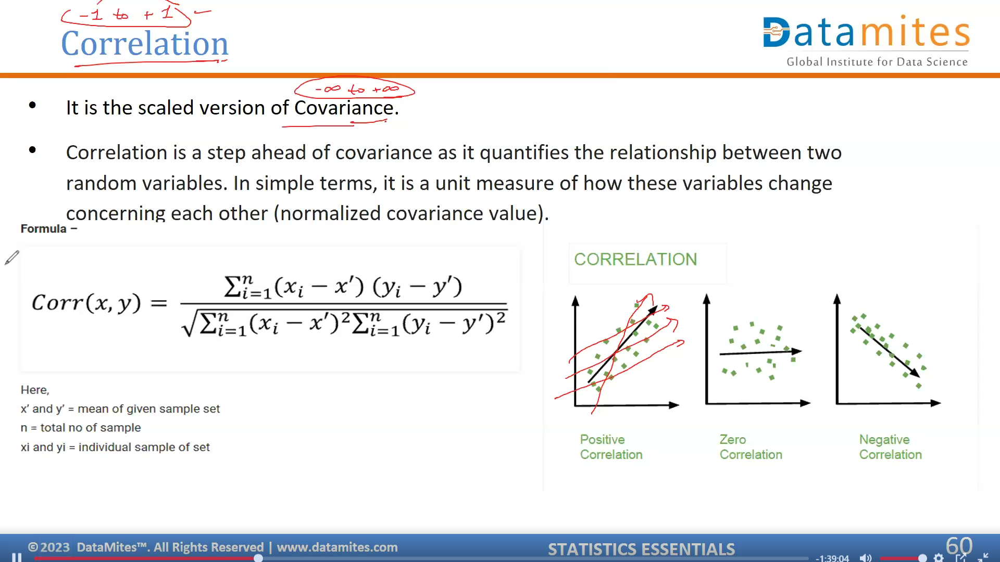 -1 to +1
Correlation
Datamites
Global Institute for Data Science
-∞ to +∞
• It is the scaled version of Covariance.
• Correlation is a step ahead of covariance as it quantifies the relationship between two
random variables. In simple terms, it is a unit measure of how these variables change
concerning each other (normalized covariance value).
Formula –
Corr(x, y) = \frac{\sum_{i=1}^{n}(x_i - x')(y_i - y')}{\sqrt{\sum_{i=1}^{n}(x_i - x')^2 \sum_{i=1}^{n}(y_i - y')^2}}
Here,
x’ and y’ = mean of given sample set
n = total no of sample
xi and yi = individual sample of set
CORRELATION
Positive
Correlation
Zero
Correlation
Negative
Correlation
©2023 DataMites™. All Rights Reserved | www.datamites.com
STATISTICS ESSENTIALS
60
-1:39:04